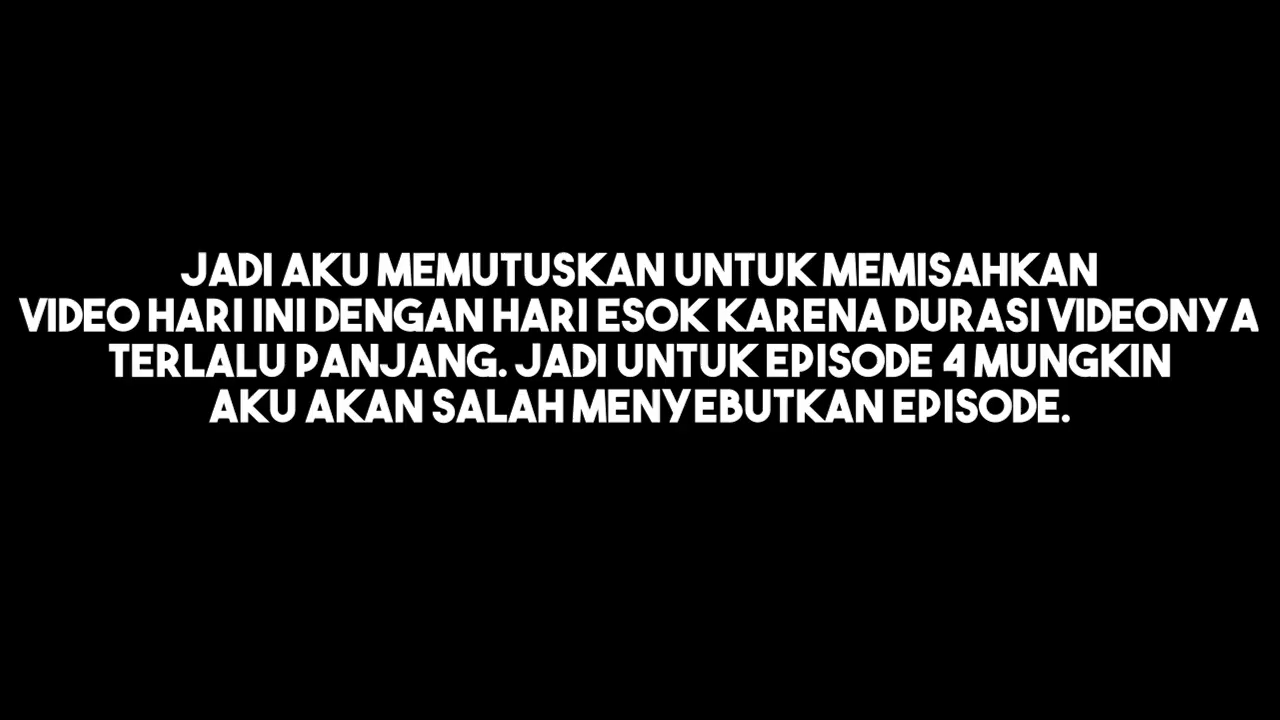 JADI AKU MEMUTUSKAN UNTUK MEMISAHKAN
VIDEO HARI INI DENGAN HARI ESOK KARENA DURASI VIDEONYA
TERLALU PANJANG. JADI UNTUK EPISODE 4 MUNGKIN
AKU AKAN SALAH MENYEBUTKAN EPISODE.